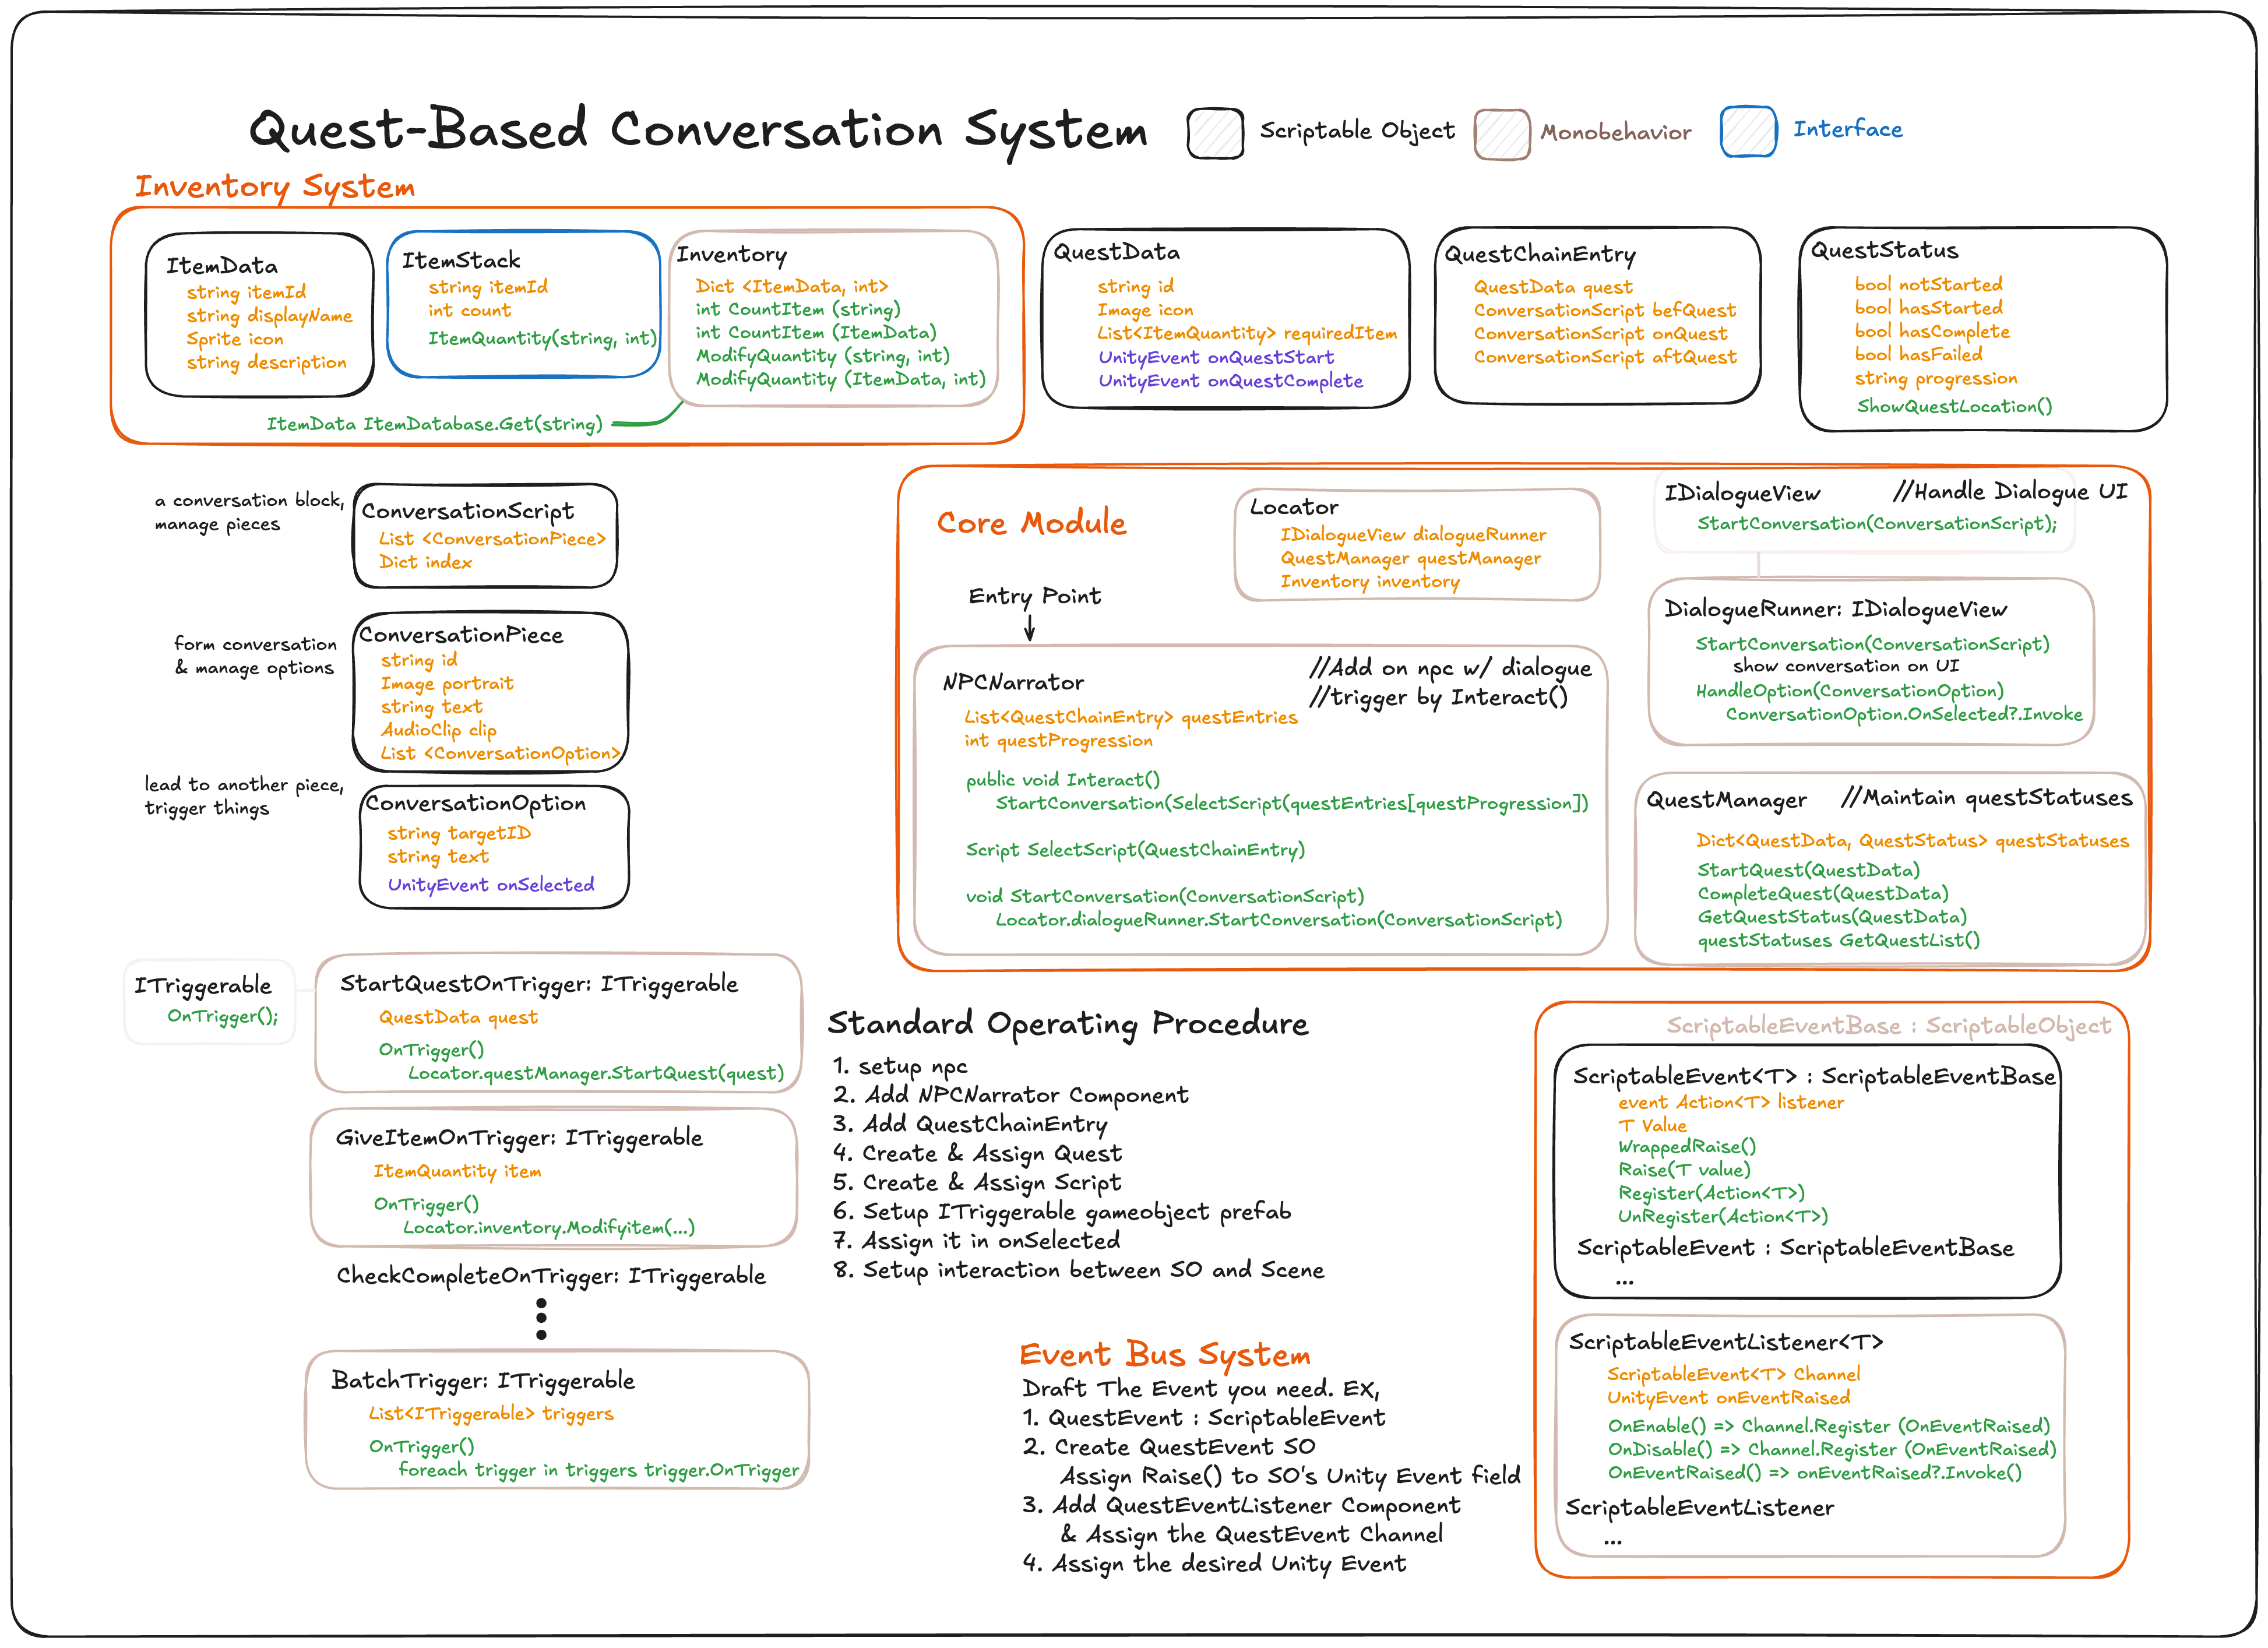 Quest-Based Conversation System
Scriptable Object
Monobehavior
Interface
Inventory System
ItemData
string itemId
string displayName
Sprite icon
string description
ItemStack
string itemId
int count
ItemQuantity(string, int)
Inventory
Dict <ItemData, int>
int CountItem (string)
int CountItem (ItemData)
ModifyQuantity (string, int)
ModifyQuantity (ItemData, int)
ItemData ItemDatabase.Get(string)
QuestData
string id
Image icon
List<ItemQuantity> requiredItem
UnityEvent onQuestStart
UnityEvent onQuestComplete
QuestChainEntry
QuestData quest
ConversationScript befQuest
ConversationScript onQuest
ConversationScript aftQuest
QuestStatus
bool notStarted
bool hasStarted
bool hasComplete
bool hasFailed
string progression
ShowQuestLocation()
a conversation block,
manage pieces
ConversationScript
List <ConversationPiece>
Dict index
form conversation
& manage options
ConversationPiece
string id
Image portrait
string text
AudioClip clip
List <ConversationOption>
lead to another piece,
trigger things
ConversationOption
string targetID
string text
UnityEvent onSelected
Core Module
Entry Point
Locator
IDialogueView dialogueRunner
QuestManager questManager
Inventory inventory
IDialogueView
//Handle Dialogue UI
StartConversation(ConversationScript);
DialogueRunner: IDialogueView
StartConversation(ConversationScript)
show conversation on UI
HandleOption(ConversationOption)
ConversationOption.OnSelected?.Invoke
NPCNarrator
//Add on npc w/ dialogue
//trigger by Interact()
List<QuestChainEntry> questEntries
int questProgression
public void Interact()
StartConversation(SelectScript(questEntries[questProgression])
Script SelectScript(QuestChainEntry)
void StartConversation(ConversationScript)
Locator.dialogueRunner.StartConversation(ConversationScript)
QuestManager
//Maintain questStatuses
Dict<QuestData, QuestStatus> questStatuses
StartQuest(QuestData)
CompleteQuest(QuestData)
GetQuestStatus(QuestData)
questStatuses GetQuestList()
ITriggerable
OnTrigger();
StartQuestOnTrigger: ITriggerable
QuestData quest
OnTrigger()
Locator.questManager.StartQuest(quest)
GiveItemOnTrigger: ITriggerable
ItemQuantity item
OnTrigger()
Locator.inventory.Modifyitem(...)
CheckCompleteOnTrigger: ITriggerable
BatchTrigger: ITriggerable
List<ITriggerable> triggers
OnTrigger()
foreach trigger in triggers trigger.OnTrigger
Standard Operating Procedure
1. setup npc
2. Add NPCNarrator Component
3. Add QuestChainEntry
4. Create & Assign Quest
5. Create & Assign Script
6. Setup ITriggerable gameobject prefab
7. Assign it in onSelected
8. Setup interaction between SO and Scene
Event Bus System
Draft The Event you need. EX,
1. QuestEvent : ScriptableEvent
2. Create QuestEvent SO
Assign Raise() to SO's Unity Event field
3. Add QuestEventListener Component
& Assign the QuestEvent Channel
4. Assign the desired Unity Event
ScriptableEventBase : ScriptableObject
ScriptableEvent<T> : ScriptableEventBase
event Action<T> listener
T Value
WrappedRaise()
Raise(T value)
Register(Action<T>)
UnRegister(Action<T>)
ScriptableEvent : ScriptableEventBase
...
ScriptableEventListener<T>
ScriptableEvent<T> Channel
UnityEvent onEventRaised
OnEnable() => Channel.Register (OnEventRaised)
OnDisable() => Channel.Register (OnEventRaised)
OnEventRaised() => onEventRaised?.Invoke()
ScriptableEventListener
...